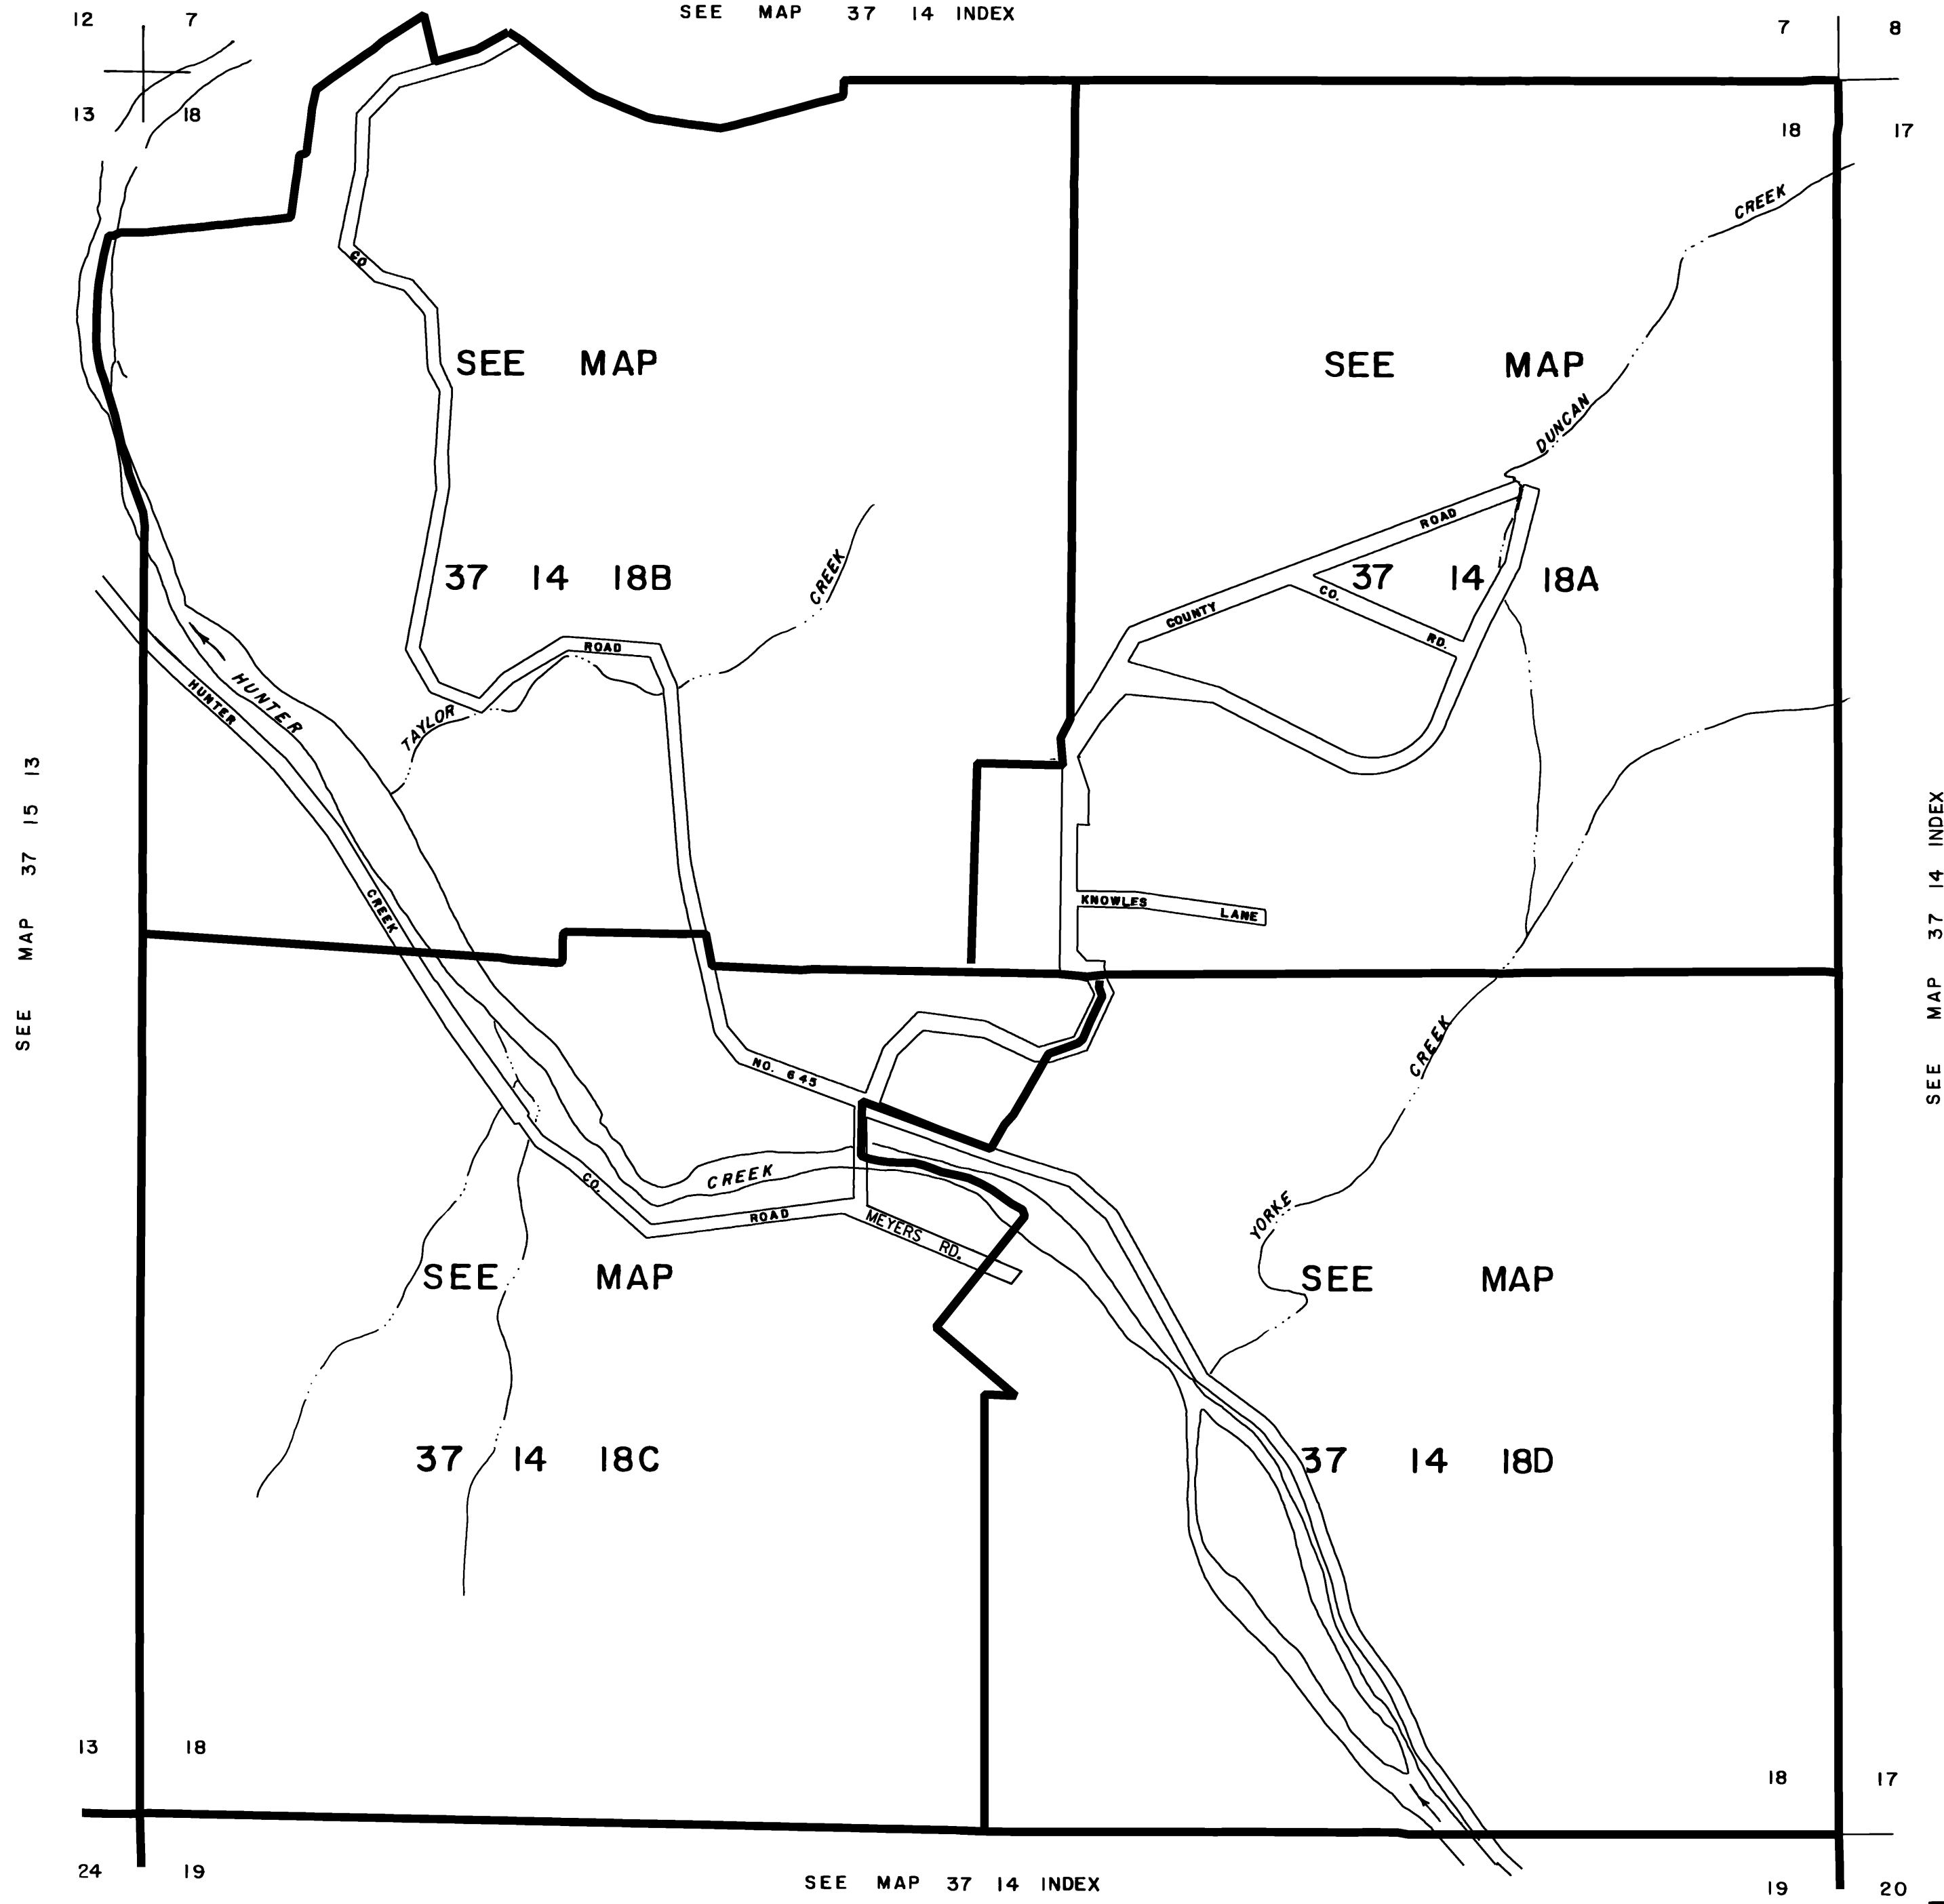 SEE MAP 37 14 INDEX
12 7
13 18
7 8
18 17
CREEK
CO.
SEE MAP
37 14 18B
SEE MAP
37 14 18A
DUNCAN
ROAD
COUNTY
CO. RD.
CREEK
ROAD
TAYLOR
HUNTER
HUNTER
CREEK
KNOWLES LANE
SEE MAP 37 15 13
SEE MAP 37 14 INDEX
NO. 645
CREEK
CO.
ROAD
MEYERS RD.
CREEK
YORKE
SEE MAP
37 14 18C
SEE MAP
37 14 18D
13 18
24 19
18 17
19 20
SEE MAP 37 14 INDEX